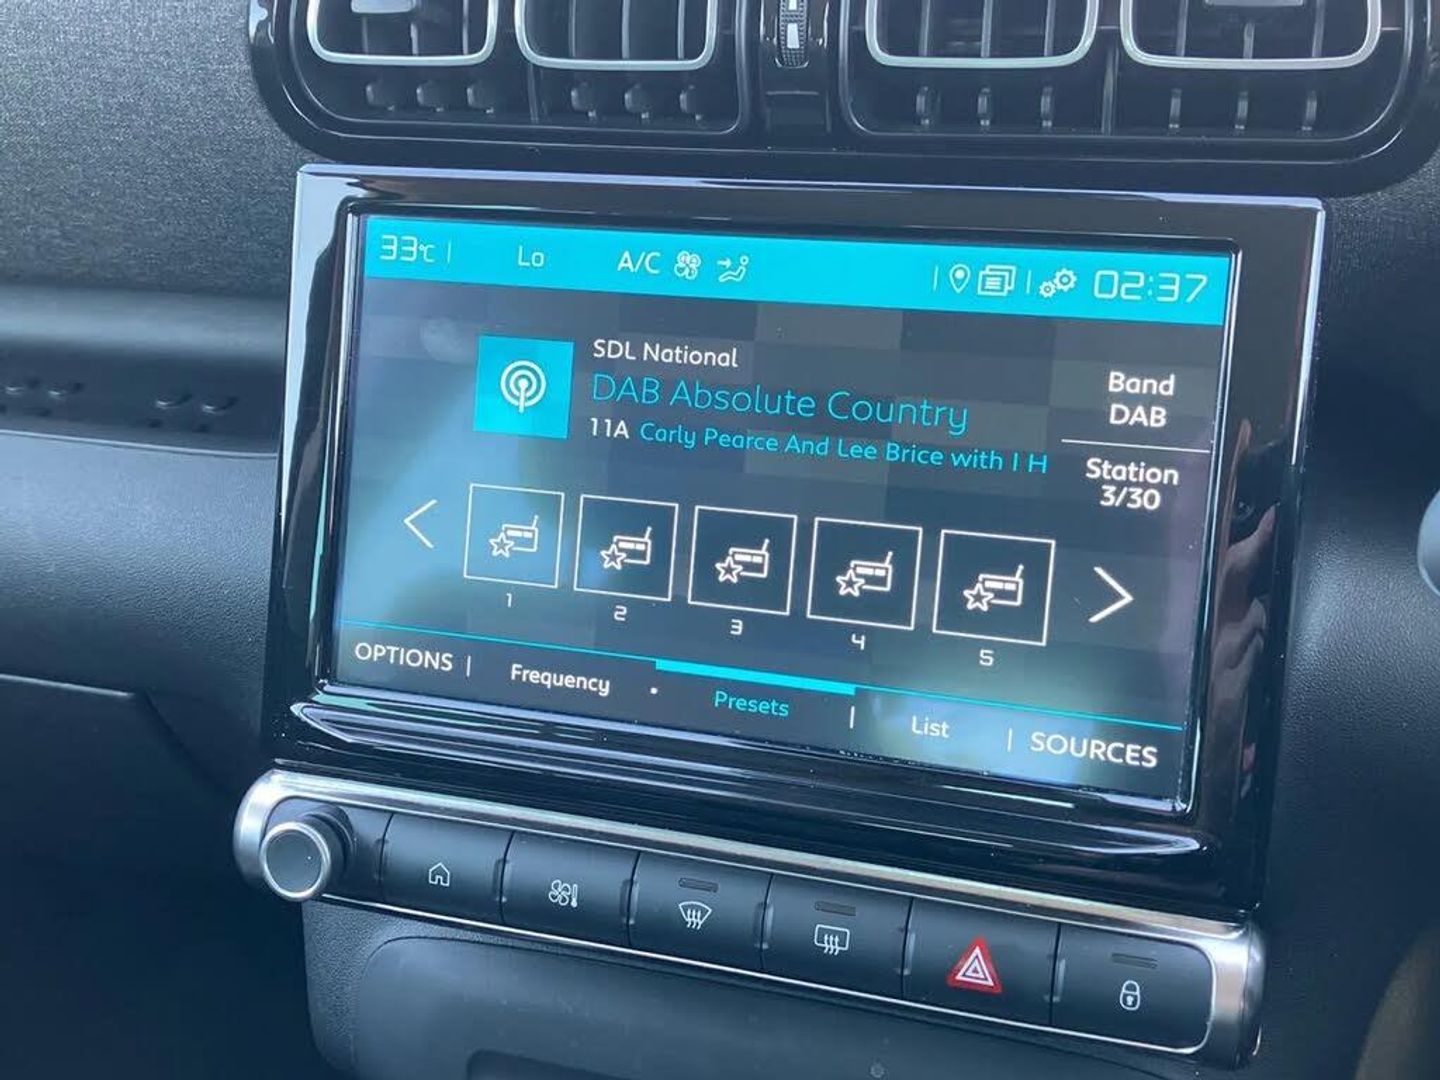 33°C Lo A/C 02:37
SDL National
DAB Absolute Country
11A Carly Pearce And Lee Brice with I H
Band
DAB
Station
3/30
1 2 3 4 5
OPTIONS Frequency Presets List SOURCES